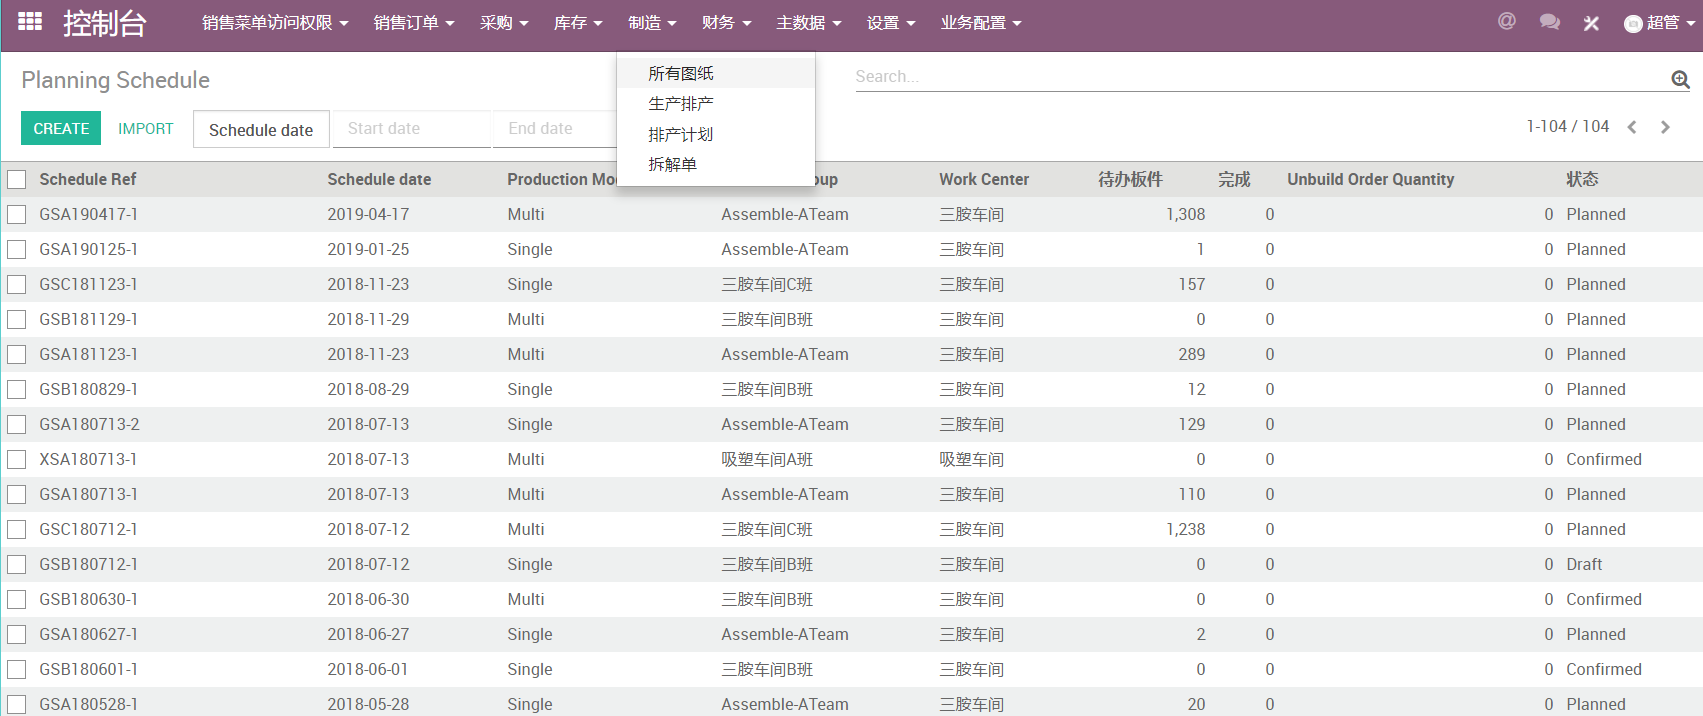 控制台 销售菜单访问权限 销售订单 采购 库存 制造 财务 主数据 设置 业务配置 @ 超管
Planning Schedule
所有图纸
Search...
生产排产
CREATE IMPORT Schedule date Start date End date
排产计划
1-104 / 104
拆解单
Schedule Ref Schedule date Production Mo oup Work Center 待办板件 完成 Unbuild Order Quantity 状态
GSA190417-1 2019-04-17 Multi Assemble-ATeam 三胺车间 1,308 0 0 Planned
GSA190125-1 2019-01-25 Single Assemble-ATeam 三胺车间 1 0 0 Planned
GSC181123-1 2018-11-23 Single 三胺车间C班 三胺车间 157 0 0 Planned
GSB181129-1 2018-11-29 Multi 三胺车间B班 三胺车间 0 0 0 Planned
GSA181123-1 2018-11-23 Multi Assemble-ATeam 三胺车间 289 0 0 Planned
GSB180829-1 2018-08-29 Single 三胺车间B班 三胺车间 12 0 0 Planned
GSA180713-2 2018-07-13 Single Assemble-ATeam 三胺车间 129 0 0 Planned
XSA180713-1 2018-07-13 Multi 吸塑车间A班 吸塑车间 0 0 0 Confirmed
GSA180713-1 2018-07-13 Multi Assemble-ATeam 三胺车间 110 0 0 Planned
GSC180712-1 2018-07-12 Multi 三胺车间C班 三胺车间 1,238 0 0 Planned
GSB180712-1 2018-07-12 Single 三胺车间B班 三胺车间 0 0 0 Draft
GSB180630-1 2018-06-30 Multi 三胺车间B班 三胺车间 0 0 0 Confirmed
GSA180627-1 2018-06-27 Single Assemble-ATeam 三胺车间 2 0 0 Planned
GSB180601-1 2018-06-01 Single 三胺车间B班 三胺车间 0 0 0 Confirmed
GSA180528-1 2018-05-28 Single Assemble-ATeam 三胺车间 20 0 0 Planned